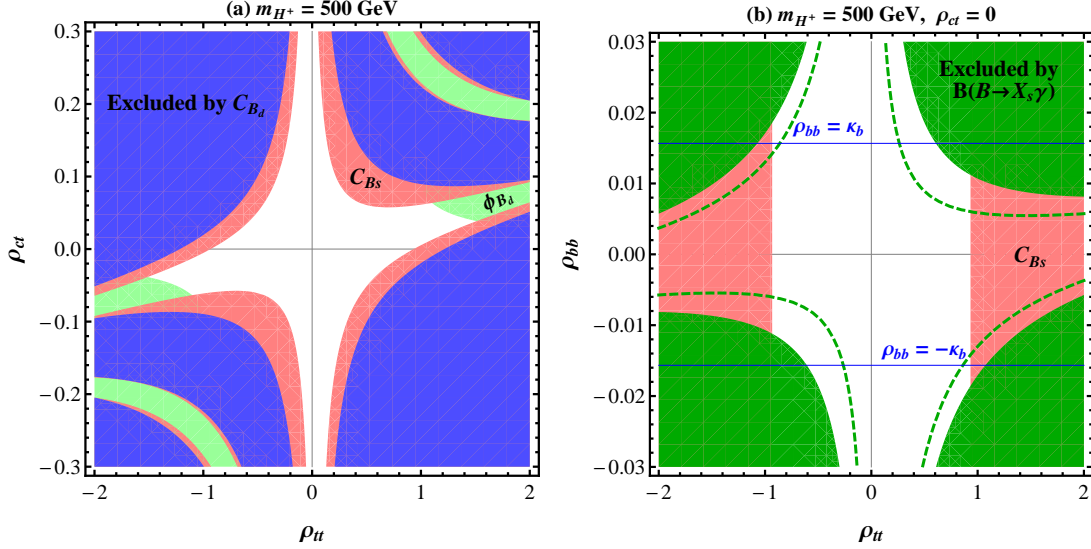 (a) m_{H^+} = 500 GeV
0.3
0.2
0.1
0.0
−0.1
−0.2
−0.3
ρ_{ct}
Excluded by C_{B_d}
C_{Bs}
ϕ_{B_d}
−2 −1 0 1 2
ρ_{tt}
(b) m_{H^+} = 500 GeV, ρ_{ct} = 0
0.03
0.02
0.01
0.00
−0.01
−0.02
−0.03
ρ_{bb}
Excluded by
B(B→X_sγ)
ρ_{bb} = κ_b
C_{Bs}
ρ_{bb} = −κ_b
−2 −1 0 1 2
ρ_{tt}